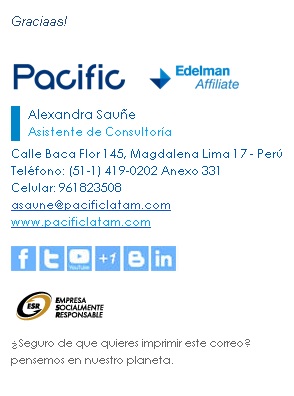 Graciaas!
Pacific
Edelman
Affiliate
Alexandra Sauñe
Asistente de Consultoría
Calle Baca Flor 145, Magdalena Lima 17 - Perú
Teléfono: (51-1) 419-0202 Anexo 331
Celular: 961823508
asaune@pacificlatam.com
www.pacificlatam.com
f t YouTube +1 B in
ESR EMPRESA
SOCIALMENTE
RESPONSABLE
¿Seguro de que quieres imprimir este correo?
pensemos en nuestro planeta.